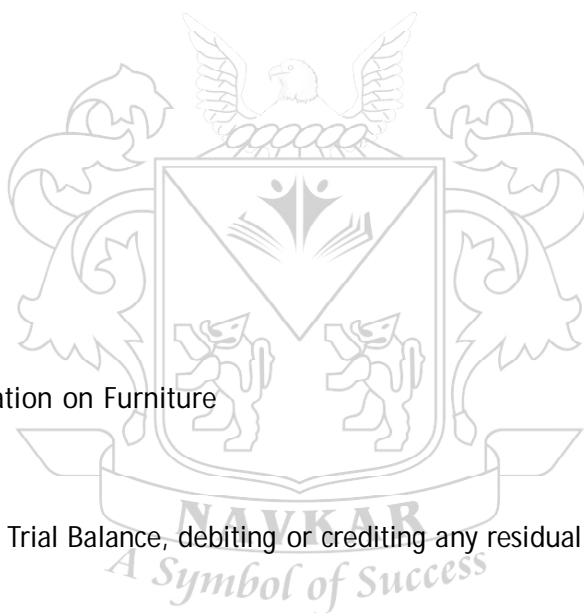 ation on Furniture
NAVKAR
Trial Balance, debiting or crediting any residual
A Symbol of Success